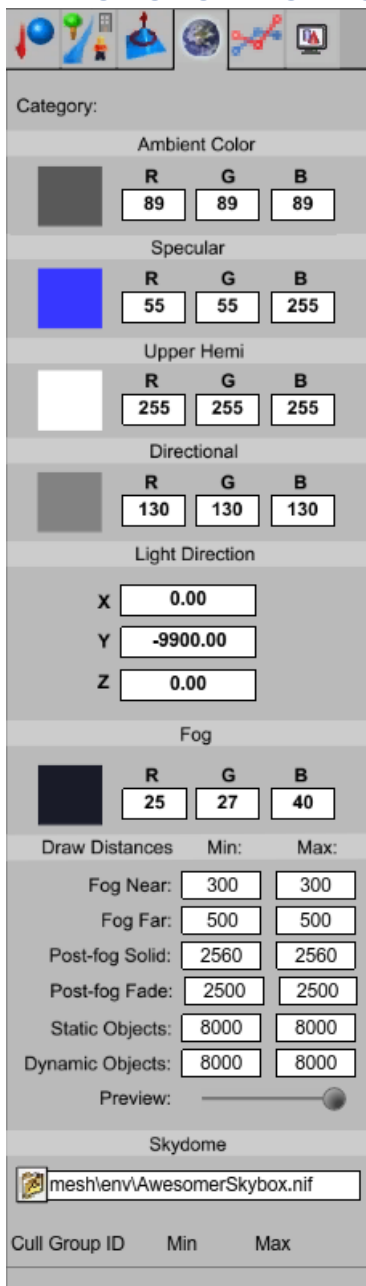 Category:
Ambient Color
R G B
89 89 89
Specular
R G B
55 55 255
Upper Hemi
R G B
255 255 255
Directional
R G B
130 130 130
Light Direction
X 0.00
Y -9900.00
Z 0.00
Fog
R G B
25 27 40
Draw Distances Min: Max:
Fog Near: 300 300
Fog Far: 500 500
Post-fog Solid: 2560 2560
Post-fog Fade: 2500 2500
Static Objects: 8000 8000
Dynamic Objects: 8000 8000
Preview:
Skydome
mesh\env\AwesomerSkybox.nif
Cull Group ID Min Max